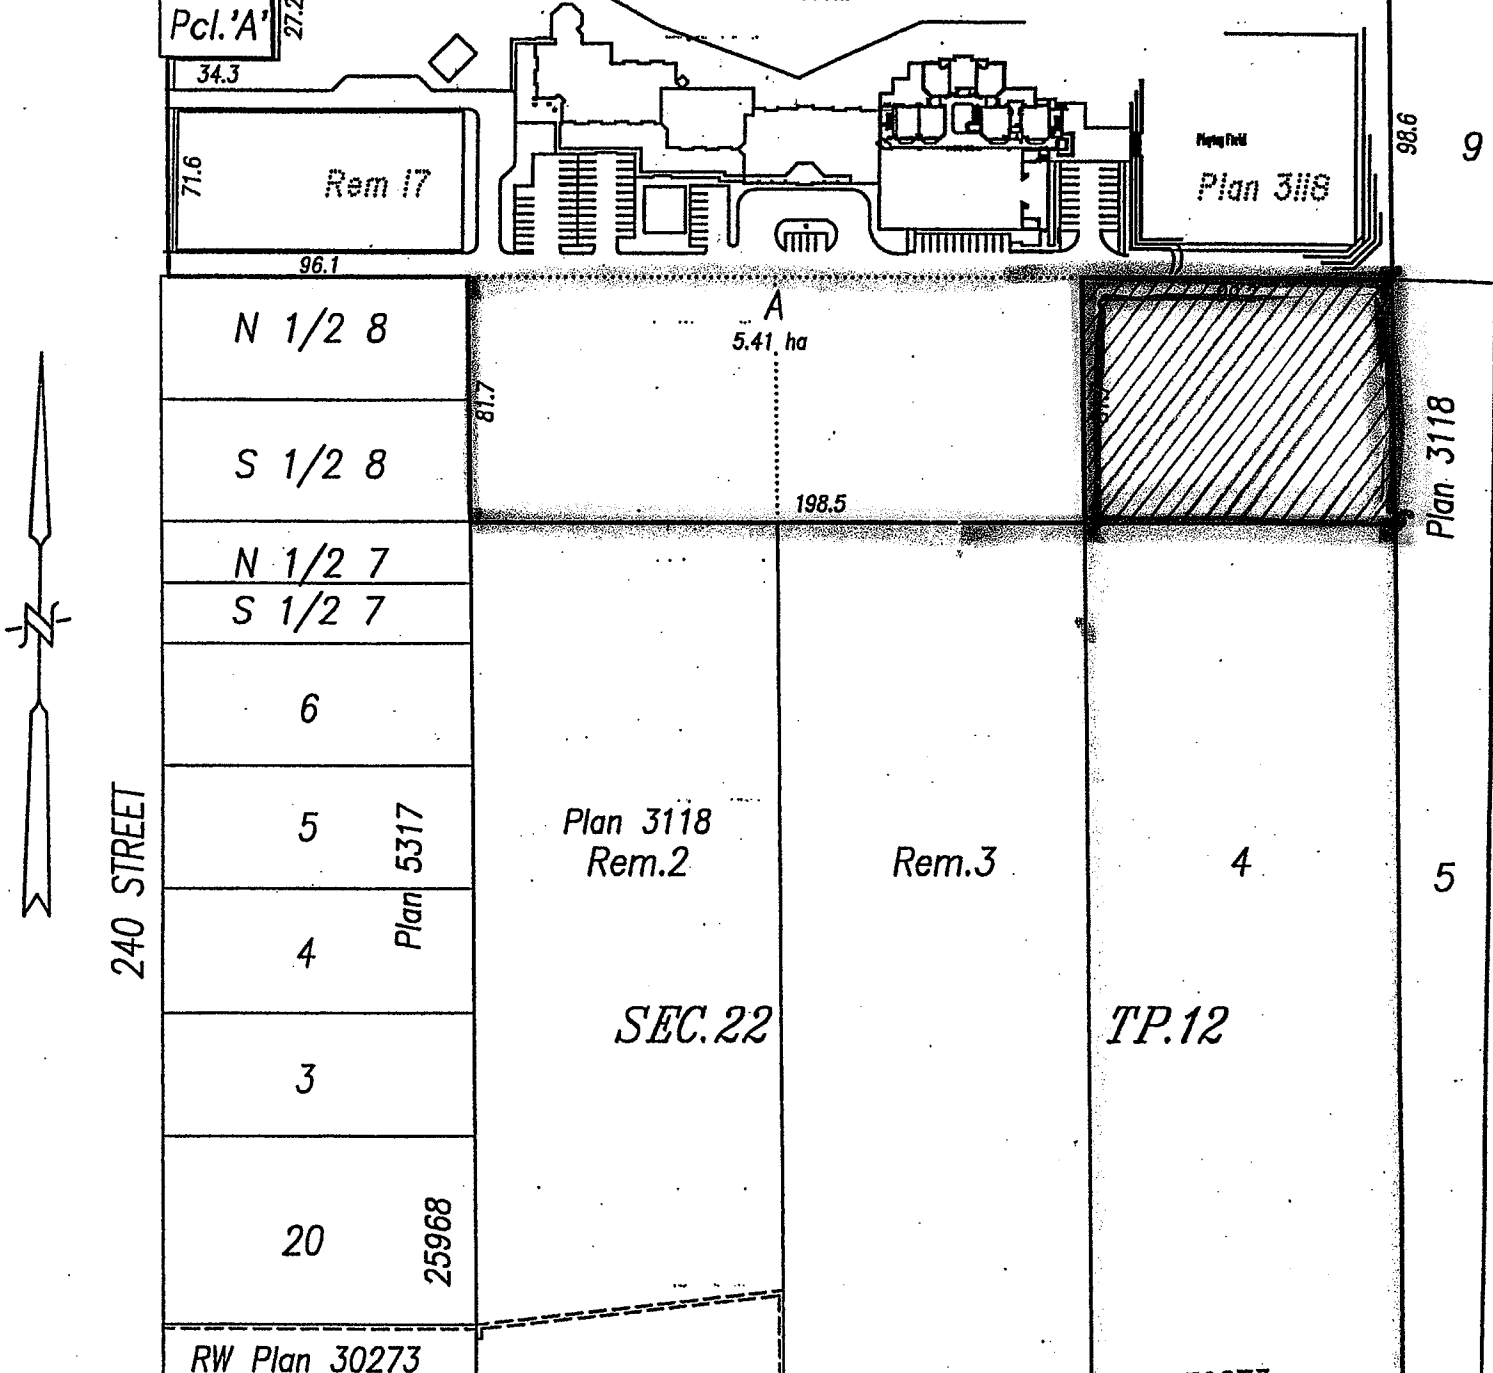 Pcl.'A'
27.2
34.3
71.6
Rem 17
Playing Field
Plan 3118
98.6
9
96.1
N 1/2 8
A
5.41 ha
81.7
S 1/2 8
198.5
Plan 3118
N 1/2 7
S 1/2 7
6
240 STREET
5
Plan 5317
Plan 3118
Rem.2
Rem.3
4
5
4
SEC.22
TP.12
3
20
25968
RW Plan 30273
N